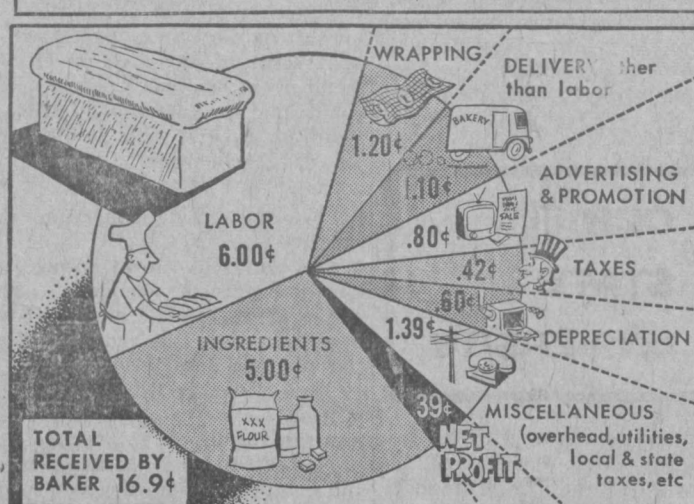 WRAPPING
1.20¢
DELIVERY
than labor
BAKERY
1.10¢
ADVERTISING
& PROMOTION
SALE
.80¢
TAXES
.42¢
DEPRECIATION
.60¢
MISCELLANEOUS
(overhead, utilities,
local & state
taxes, etc
1.39¢
39¢
NET
PROFIT
LABOR
6.00¢
INGREDIENTS
5.00¢
XXX
FLOUR
TOTAL
RECEIVED BY
BAKER 16.9¢